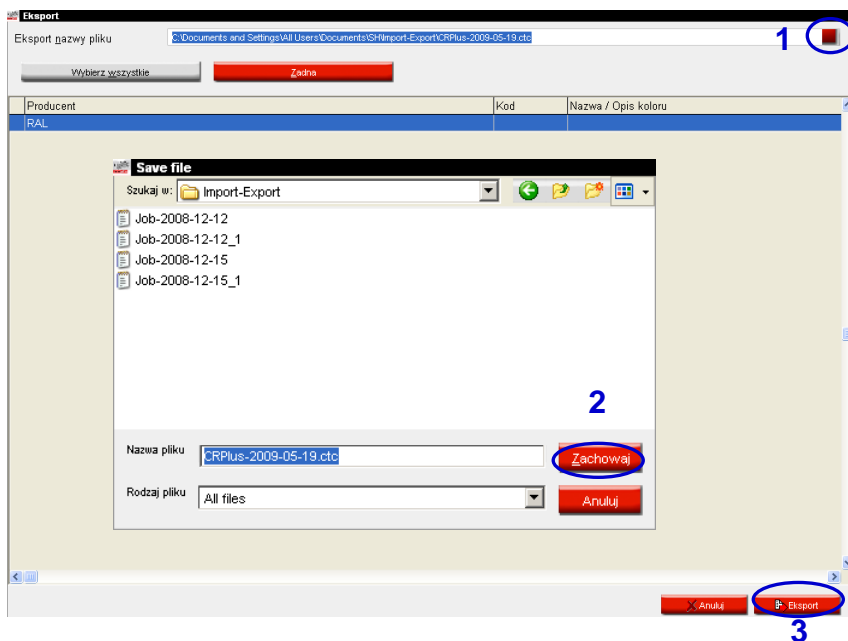 Eksport
Eksport nazwy pliku C:\Documents and Settings\All Users\Documents\SH\Import-Export\CRPlus-2009-05-19.ctc
1
Wybierz wszystkie Żadna
Producent Kod Nazwa / Opis koloru
RAL
Save file
Szukaj w: Import-Export
Job-2008-12-12
Job-2008-12-12_1
Job-2008-12-15
Job-2008-12-15_1
2
Nazwa pliku CRPlus-2009-05-19.ctc Zachowaj
Rodzaj pliku All files Anuluj
Anuluj Eksport
3